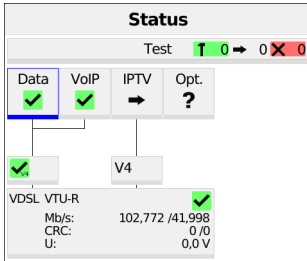 Status
Test 0 0 0
Data VoIP IPTV Opt.
?
V4 V4
VDSL VTU-R
Mb/s: 102,772 /41,998
CRC: 0 /0
U: 0,0 V